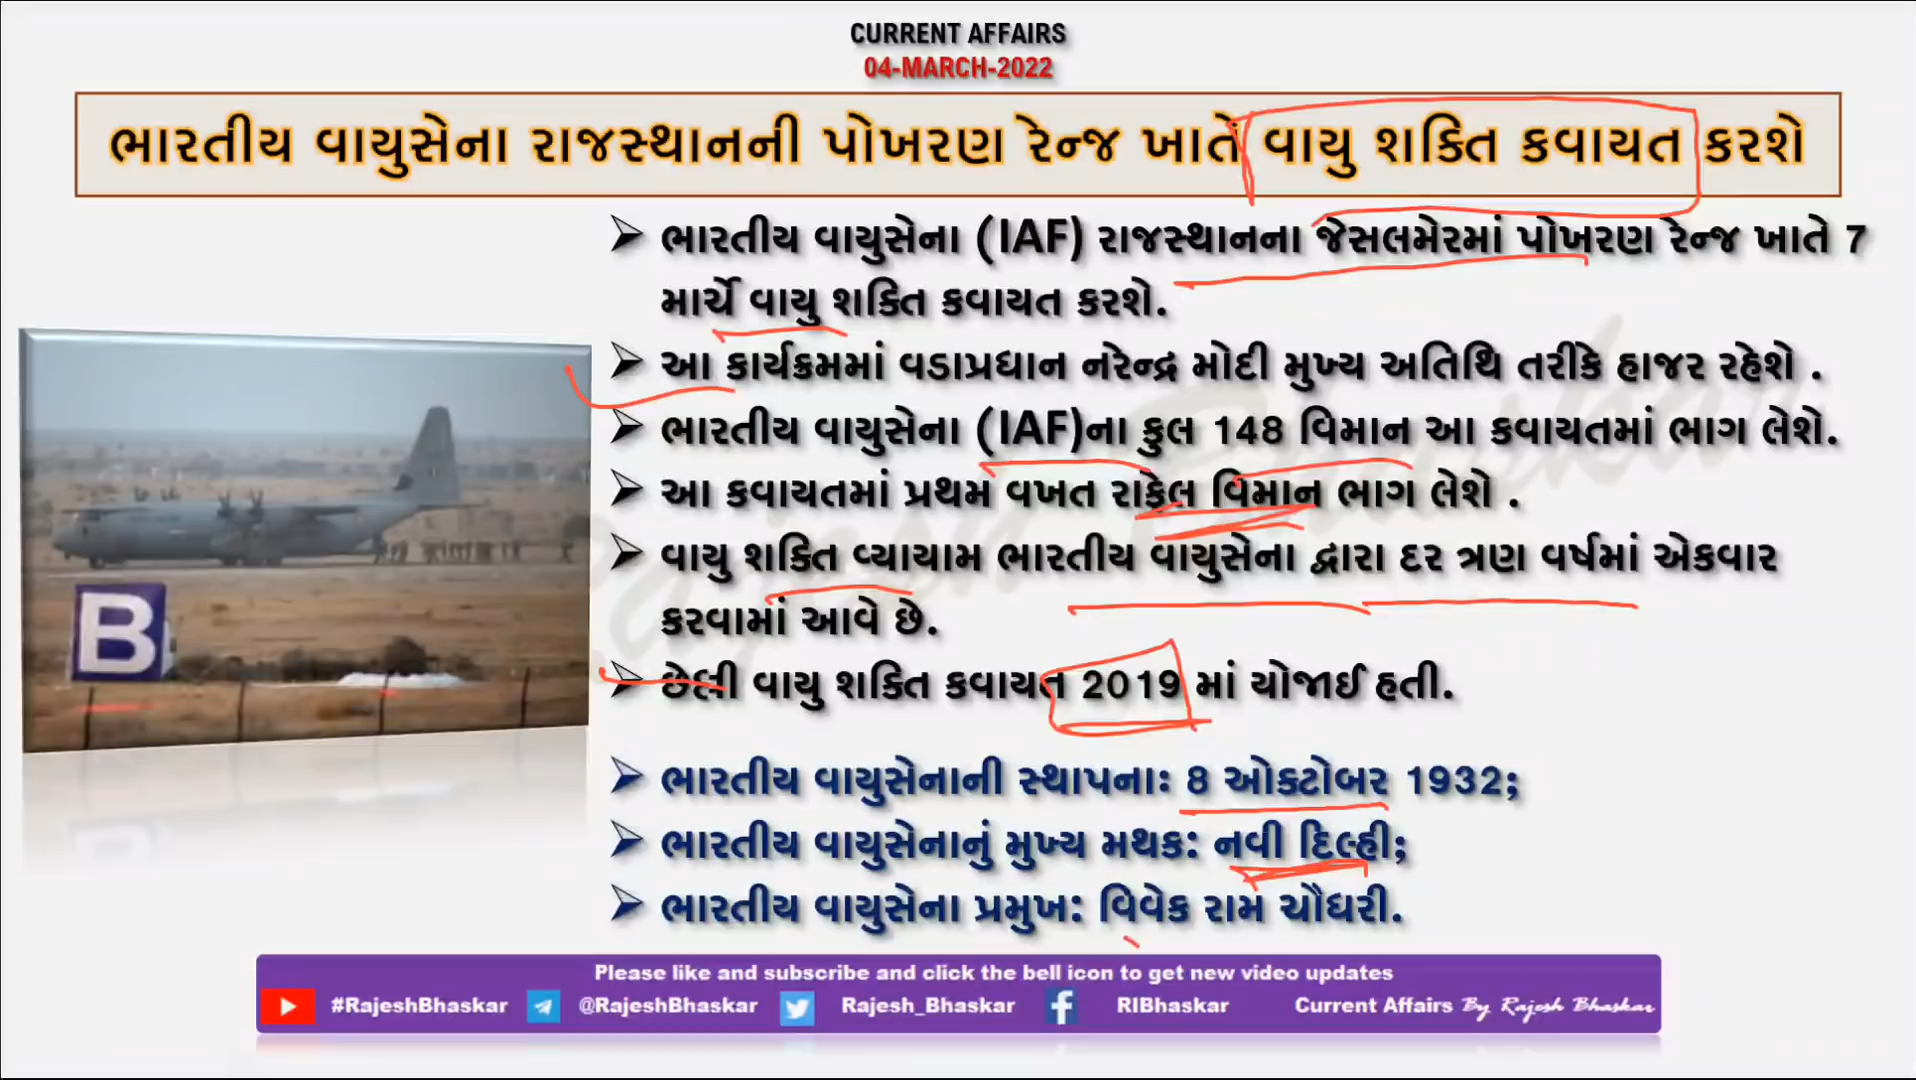 CURRENT AFFAIRS
04-MARCH-2022
ભારતીય વાયુસેના રાજસ્થાનની પોખરણ રેન્જ ખાતે વાયુ શક્તિ કવાયત કરશે
ભારતીય વાયુસેના (IAF) રાજસ્થાનના જેસલમેરમાં પોખરણ રેન્જ ખાતે 7
માર્ચે વાયુ શક્તિ કવાયત કરશે.
આ કાર્યક્રમમાં વડાપ્રધાન નરેન્દ્ર મોદી મુખ્ય અતિથિ તરીકે હાજર રહેશે .
ભારતીય વાયુસેના (IAF)ના કુલ 148 વિમાન આ કવાયતમાં ભાગ લેશે.
આ કવાયતમાં પ્રથમ વખત રાફેલ વિમાન ભાગ લેશે .
વાયુ શક્તિ વ્યાયામ ભારતીય વાયુસેના દ્વારા દર ત્રણ વર્ષમાં એકવાર
કરવામાં આવે છે.
છેલ્લી વાયુ શક્તિ કવાયત 2019 માં યોજાઈ હતી.
B
ભારતીય વાયુસેનાની સ્થાપનાઃ 8 ઓક્ટોબર 1932;
ભારતીય વાયુસેનાનું મુખ્ય મથક: નવી દિલ્હી;
ભારતીય વાયુસેના પ્રમુખ: વિવેક રામ ચૌધરી.
Rajesh Bhaskar
Please like and subscribe and click the bell icon to get new video updates
#RajeshBhaskar @RajeshBhaskar Rajesh_Bhaskar RIBhaskar Current Affairs By Rajesh Bhaskar